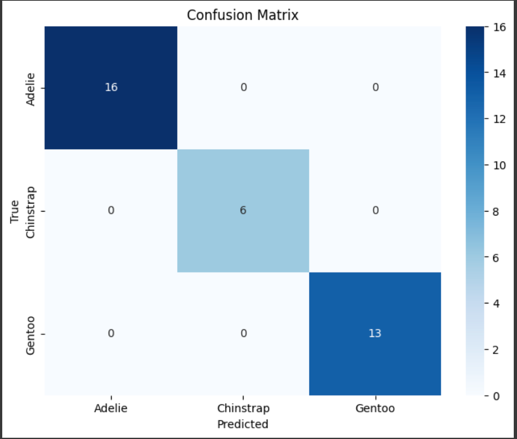 Confusion Matrix
16
Adelie
16
0
0
14
12
10
True
Chinstrap
0
6
0
8
6
4
Gentoo
0
0
13
2
0
Adelie
Chinstrap
Gentoo
Predicted